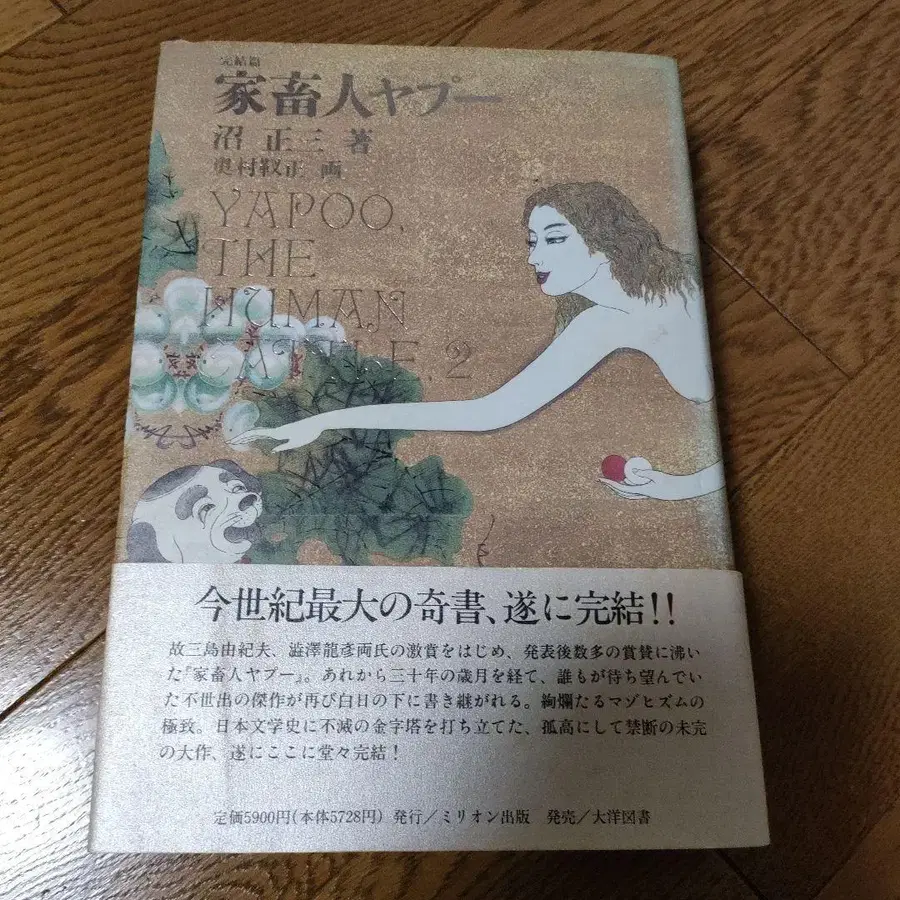 完結篇
家畜人ヤプー
沼 正三 著
奥村靫正 画
YAPOO,
THE
HUMAN
CATTLE, 2
今世紀最大の奇書、遂に完結!!
故三島由紀夫、澁澤龍彦両氏の激賞をはじめ、発表後数多の賞賛に沸い
た『家畜人ヤプー』。あれから三十年の歳月を経て、誰もが待ち望んでい
た不世出の傑作が再び白日の下に書き継がれる。絢爛たるマゾヒズムの
極致。日本文学史に不滅の金字塔を打ち立てた、孤高にして禁断の未完
の大作、遂にここに堂々完結!
定価5900円(本体5728円) 発行/ミリオン出版 発売/大洋図書